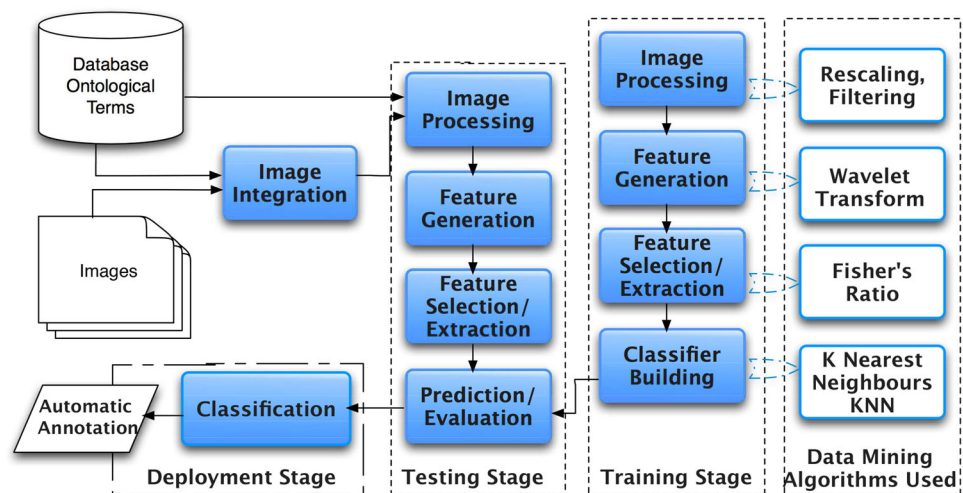 Database
Ontological
Terms
Images
Image
Integration
Image
Processing
Feature
Generation
Feature
Selection/
Extraction
Prediction/
Evaluation
Testing Stage
Image
Processing
Feature
Generation
Feature
Selection/
Extraction
Classifier
Building
Training Stage
Rescaling,
Filtering
Wavelet
Transform
Fisher's
Ratio
K Nearest
Neighbours
KNN
Data Mining
Algorithms Used
Classification
Automatic
Annotation
Deployment Stage